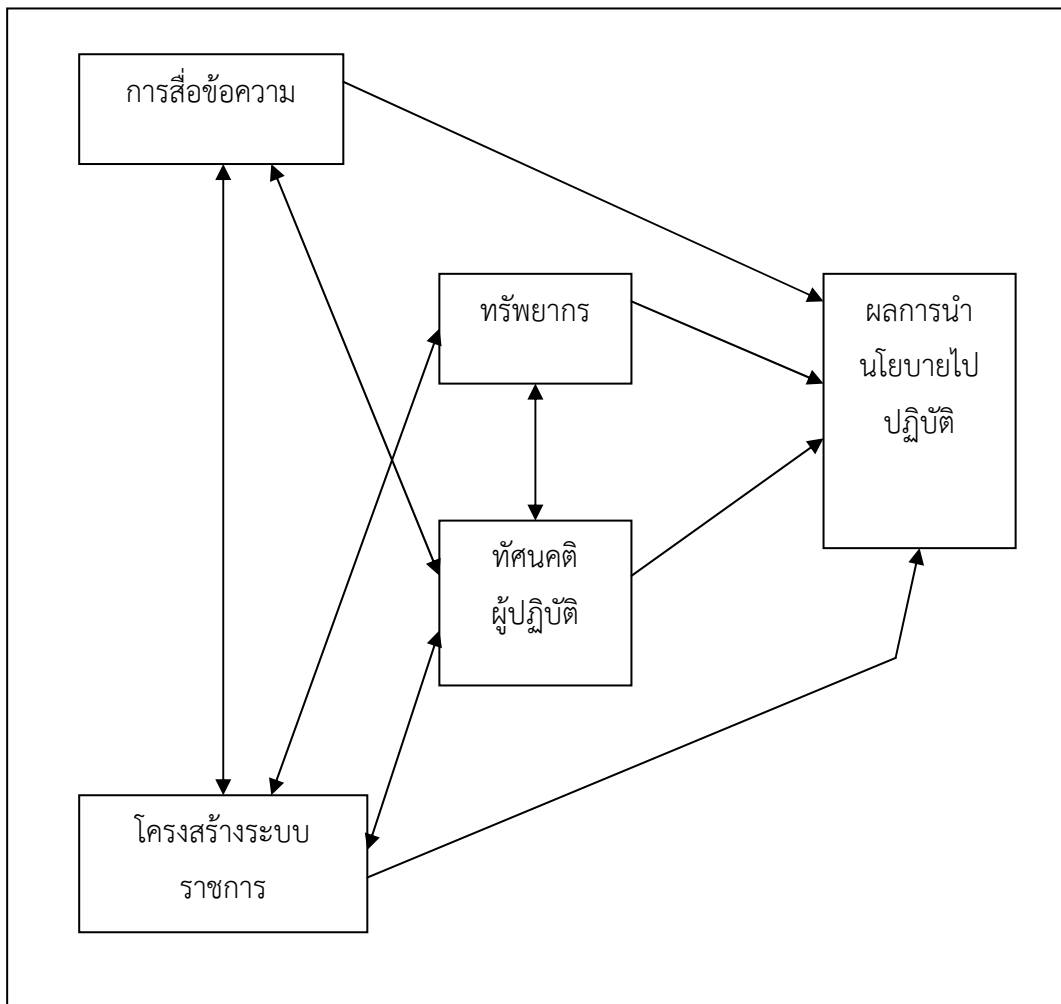 การสื่อข้อความ
ทรัพยากร
ผลการนำ
นโยบายไป
ปฏิบัติ
ทัศนคติ
ผู้ปฏิบัติ
โครงสร้างระบบ
ราชการ